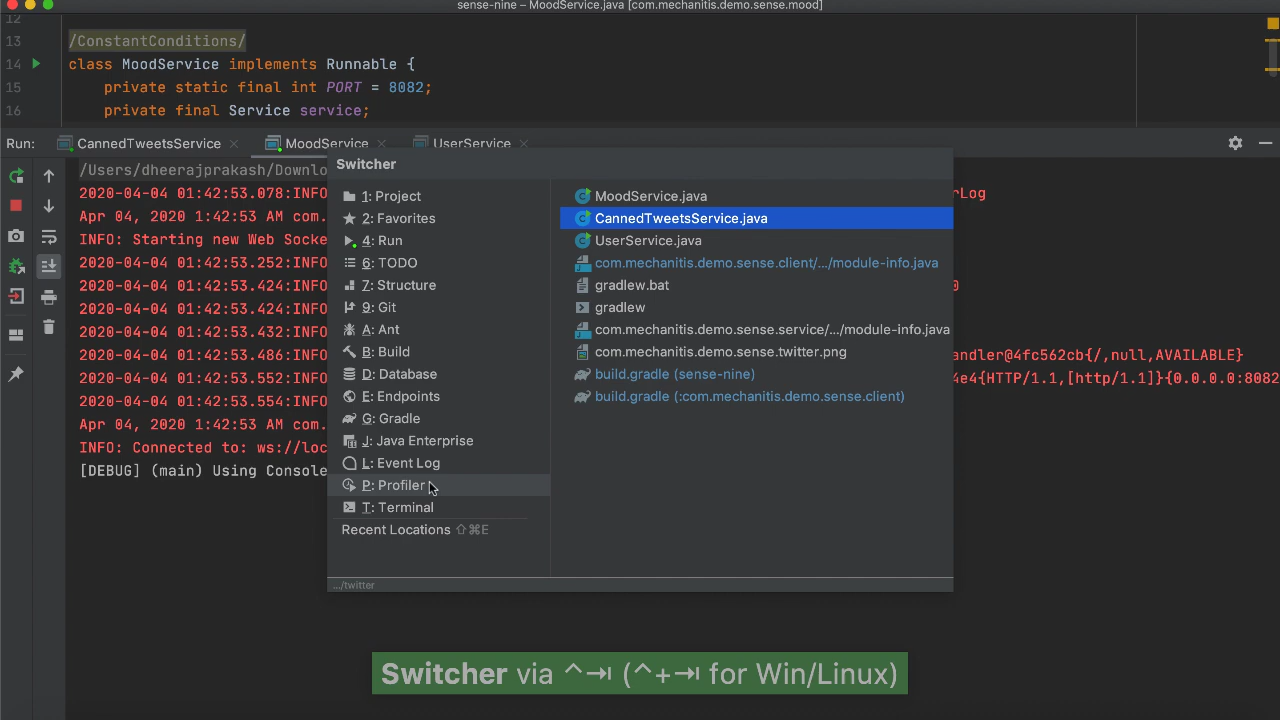 sense-nine – MoodService.java [com.mechanitis.demo.sense.mood]
12
13 /ConstantConditions/
14 class MoodService implements Runnable {
15 private static final int PORT = 8082;
16 private final Service service;
Run: CannedTweetsService MoodService UserService
Switcher
/Users/dheerajprakash/Downlo
2020-04-04 01:42:53.078:INFO rLog
Apr 04, 2020 1:42:53 AM com.
INFO: Starting new Web Socke
2020-04-04 01:42:53.252:INFO
2020-04-04 01:42:53.424:INFO 0
2020-04-04 01:42:53.424:INFO
2020-04-04 01:42:53.432:INFO
2020-04-04 01:42:53.486:INFO andler@4fc562cb{/,null,AVAILABLE}
2020-04-04 01:42:53.552:INFO 4e4{HTTP/1.1,[http/1.1]}{0.0.0.0:8082
2020-04-04 01:42:53.554:INFO
Apr 04, 2020 1:42:53 AM com.
INFO: Connected to: ws://loc
[DEBUG] (main) Using Console
1: Project
2: Favorites
4: Run
6: TODO
7: Structure
9: Git
A: Ant
B: Build
D: Database
E: Endpoints
G: Gradle
J: Java Enterprise
L: Event Log
P: Profiler
T: Terminal
Recent Locations ⇧⌘E
MoodService.java
CannedTweetsService.java
UserService.java
com.mechanitis.demo.sense.client/.../module-info.java
gradlew.bat
gradlew
com.mechanitis.demo.sense.service/.../module-info.java
com.mechanitis.demo.sense.twitter.png
build.gradle (sense-nine)
build.gradle (:com.mechanitis.demo.sense.client)
.../twitter
Switcher via ^⇥ (^+⇥ for Win/Linux)